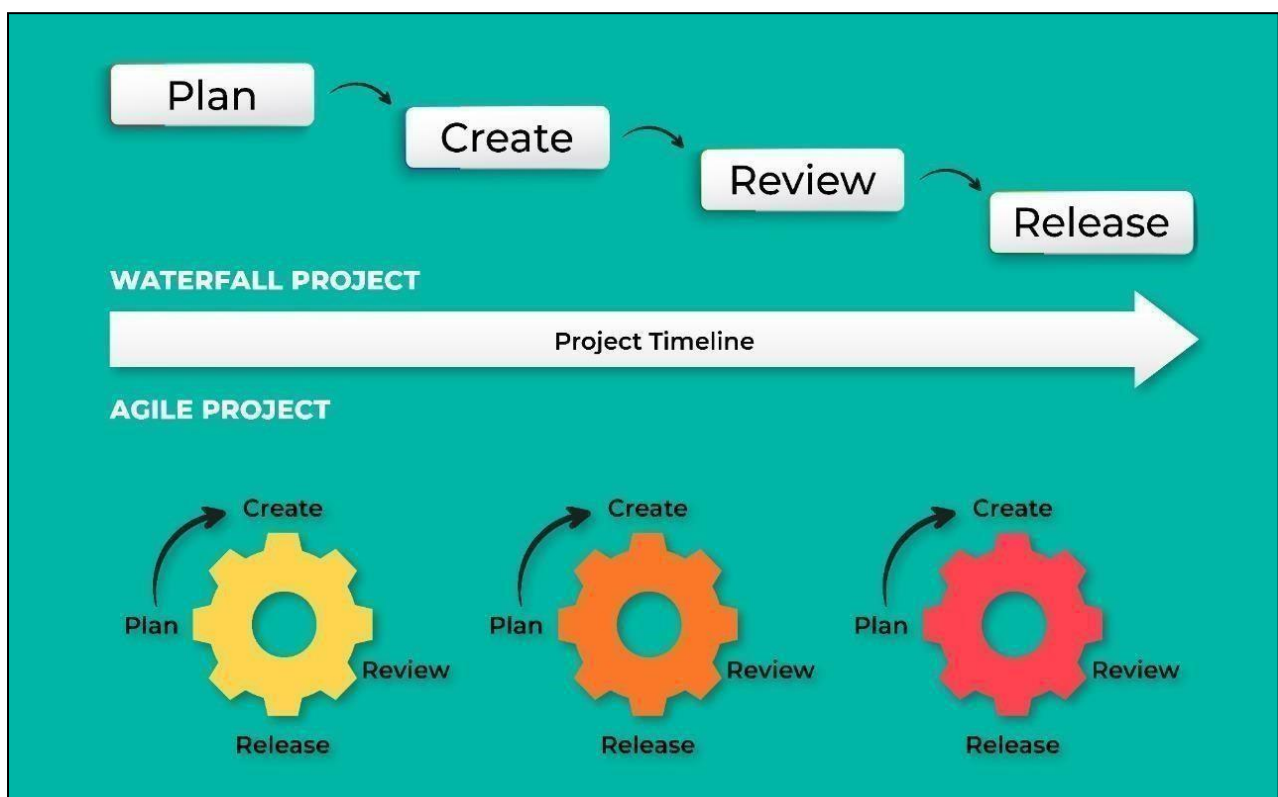 Plan
Create
Review
Release
WATERFALL PROJECT
Project Timeline
AGILE PROJECT
Create
Plan
Review
Release
Create
Plan
Review
Release
Create
Plan
Review
Release